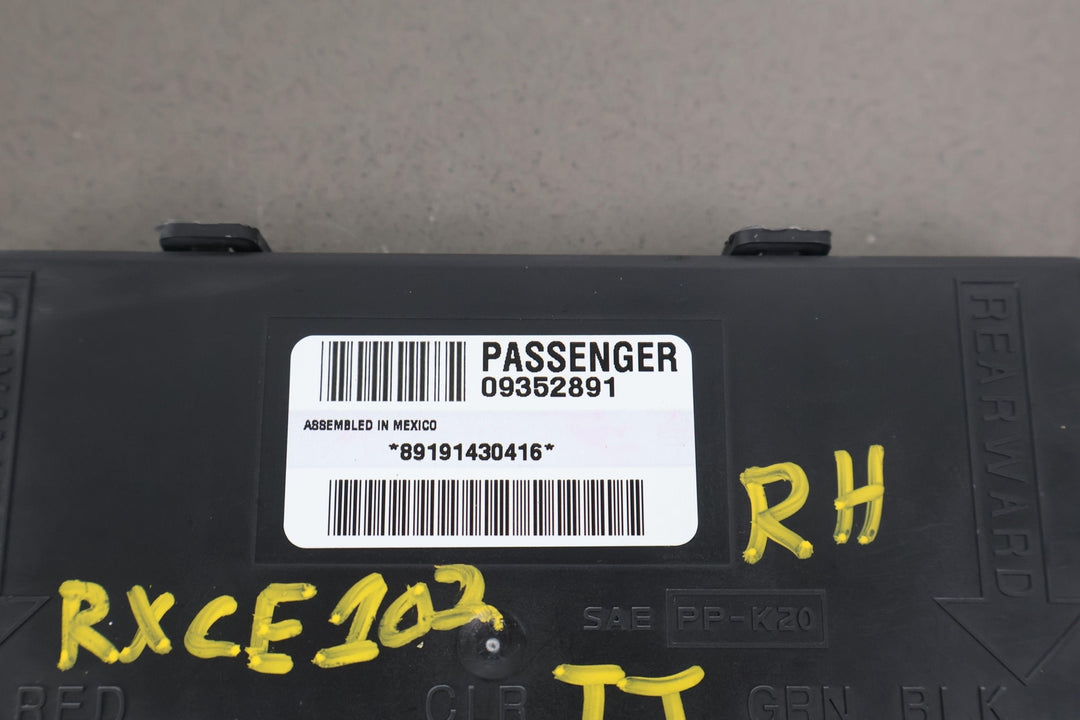 PASSENGER
09352891
ASSEMBLED IN MEXICO
*89191430416*
REARWARD
RH
RXCE102
SAE PP-K20
TT
RED CLR GRN BLK